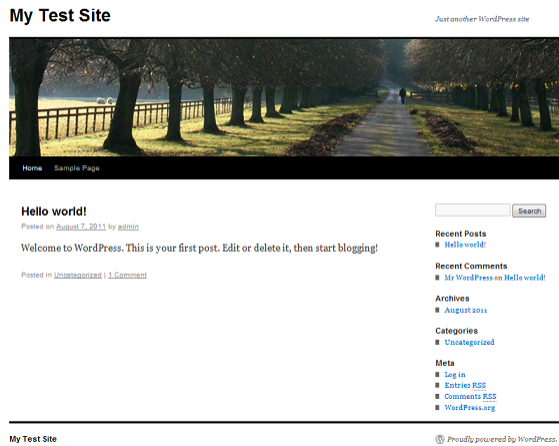 My Test Site
Just another WordPress site
Home Sample Page
Hello world!
Posted on August 7, 2011 by admin
Welcome to WordPress. This is your first post. Edit or delete it, then start blogging!
Posted in Uncategorized | 1 Comment
Search
Recent Posts
Hello world!
Recent Comments
Mr WordPress on Hello world!
Archives
August 2011
Categories
Uncategorized
Meta
Log in
Entries RSS
Comments RSS
WordPress.org
My Test Site
Proudly powered by WordPress.